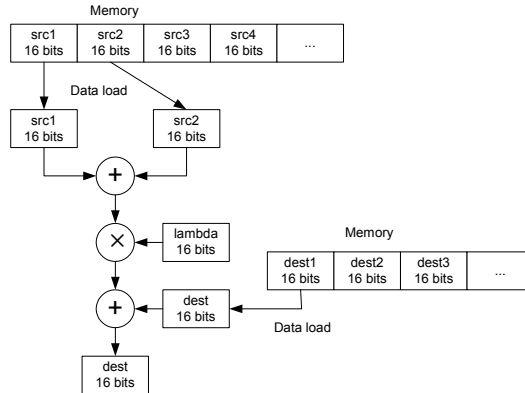 Memory
src1 src2 src3 src4 ...
16 bits 16 bits 16 bits 16 bits
Data load
src1 src2
16 bits 16 bits
+
×
lambda
16 bits
Memory
dest1 dest2 dest3 ...
16 bits 16 bits 16 bits
+
dest
16 bits
Data load
dest
16 bits